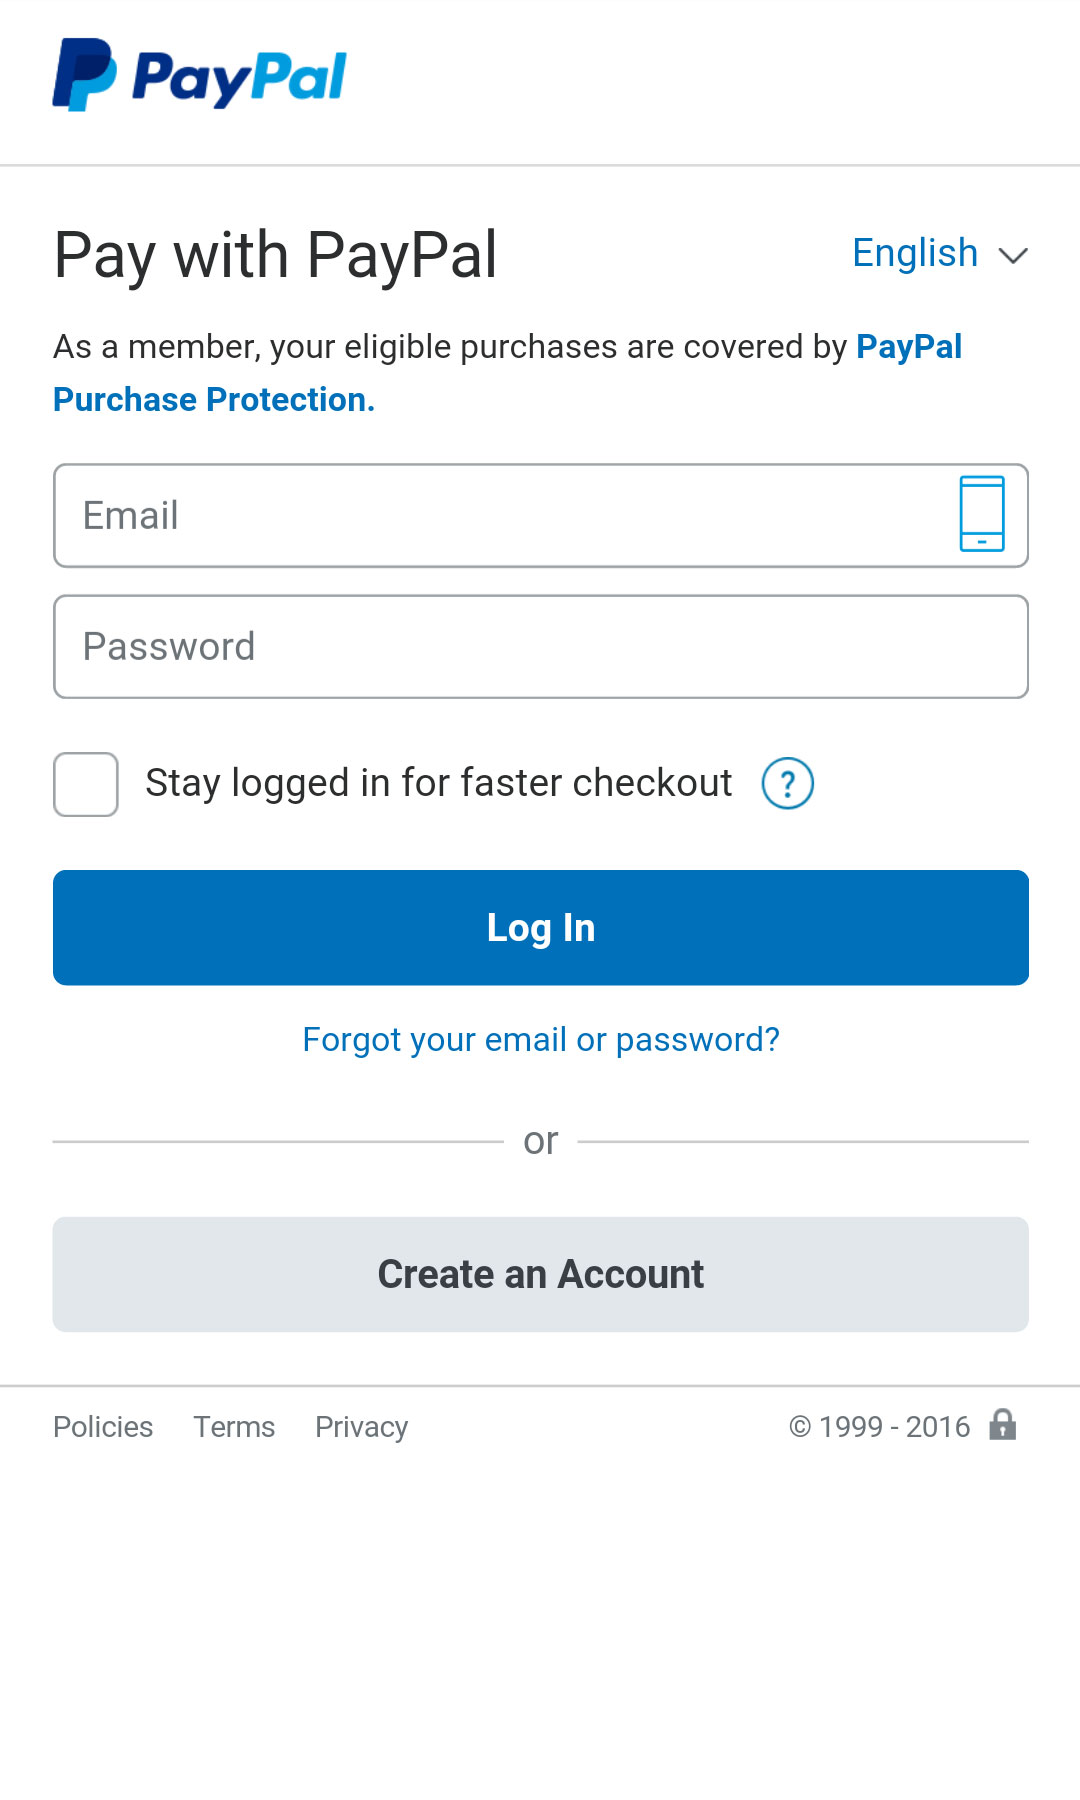 PayPal
Pay with PayPal
English
As a member, your eligible purchases are covered by PayPal
Purchase Protection.
Email
Password
Stay logged in for faster checkout ?
Log In
Forgot your email or password?
or
Create an Account
Policies Terms Privacy © 1999 - 2016